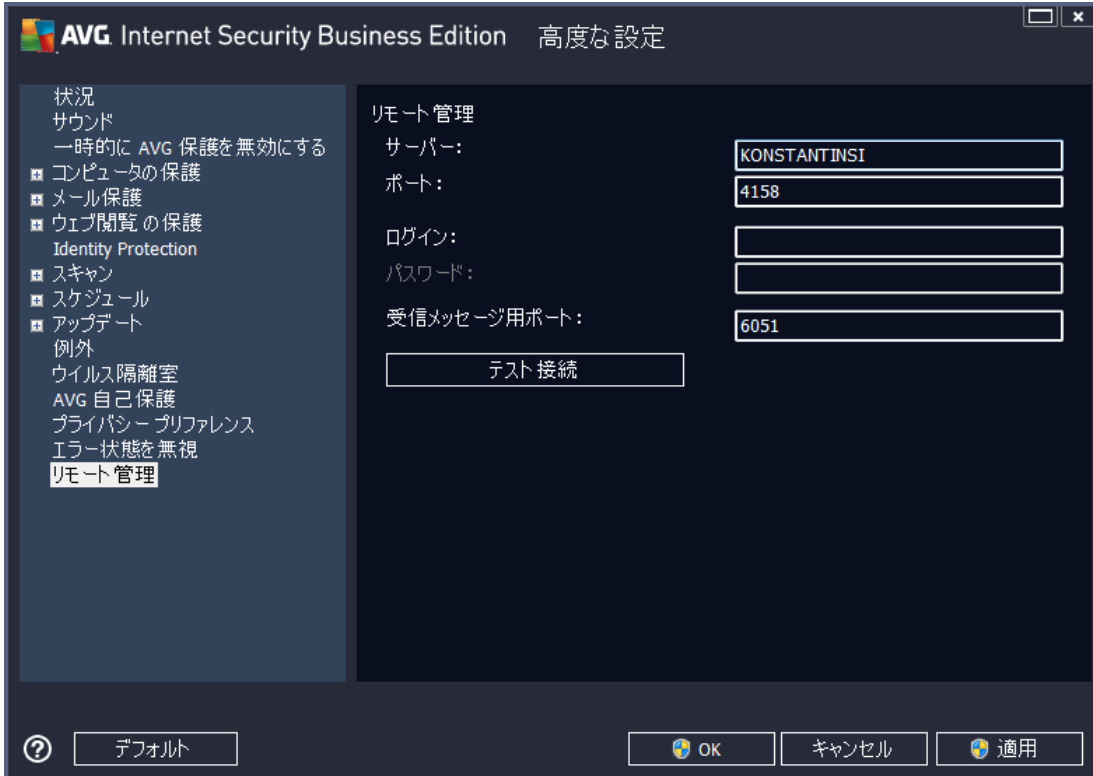 AVG Internet Security Business Edition 高度な設定
状況
サウンド
一時的に AVG 保護を無効にする
コンピュータの保護
メール保護
ウェブ閲覧 の保護
Identity Protection
スキャン
スケジュール
アップデート
例外
ウイルス隔離室
AVG 自己保護
プライバシー プリファレンス
エラー状態を無視
リモート管理
リモート管理
サーバー: KONSTANTINSI
ポート: 4158
ログイン:
パスワード:
受信メッセージ用ポート: 6051
テスト接続
デフォルト
OK
キャンセル
適用